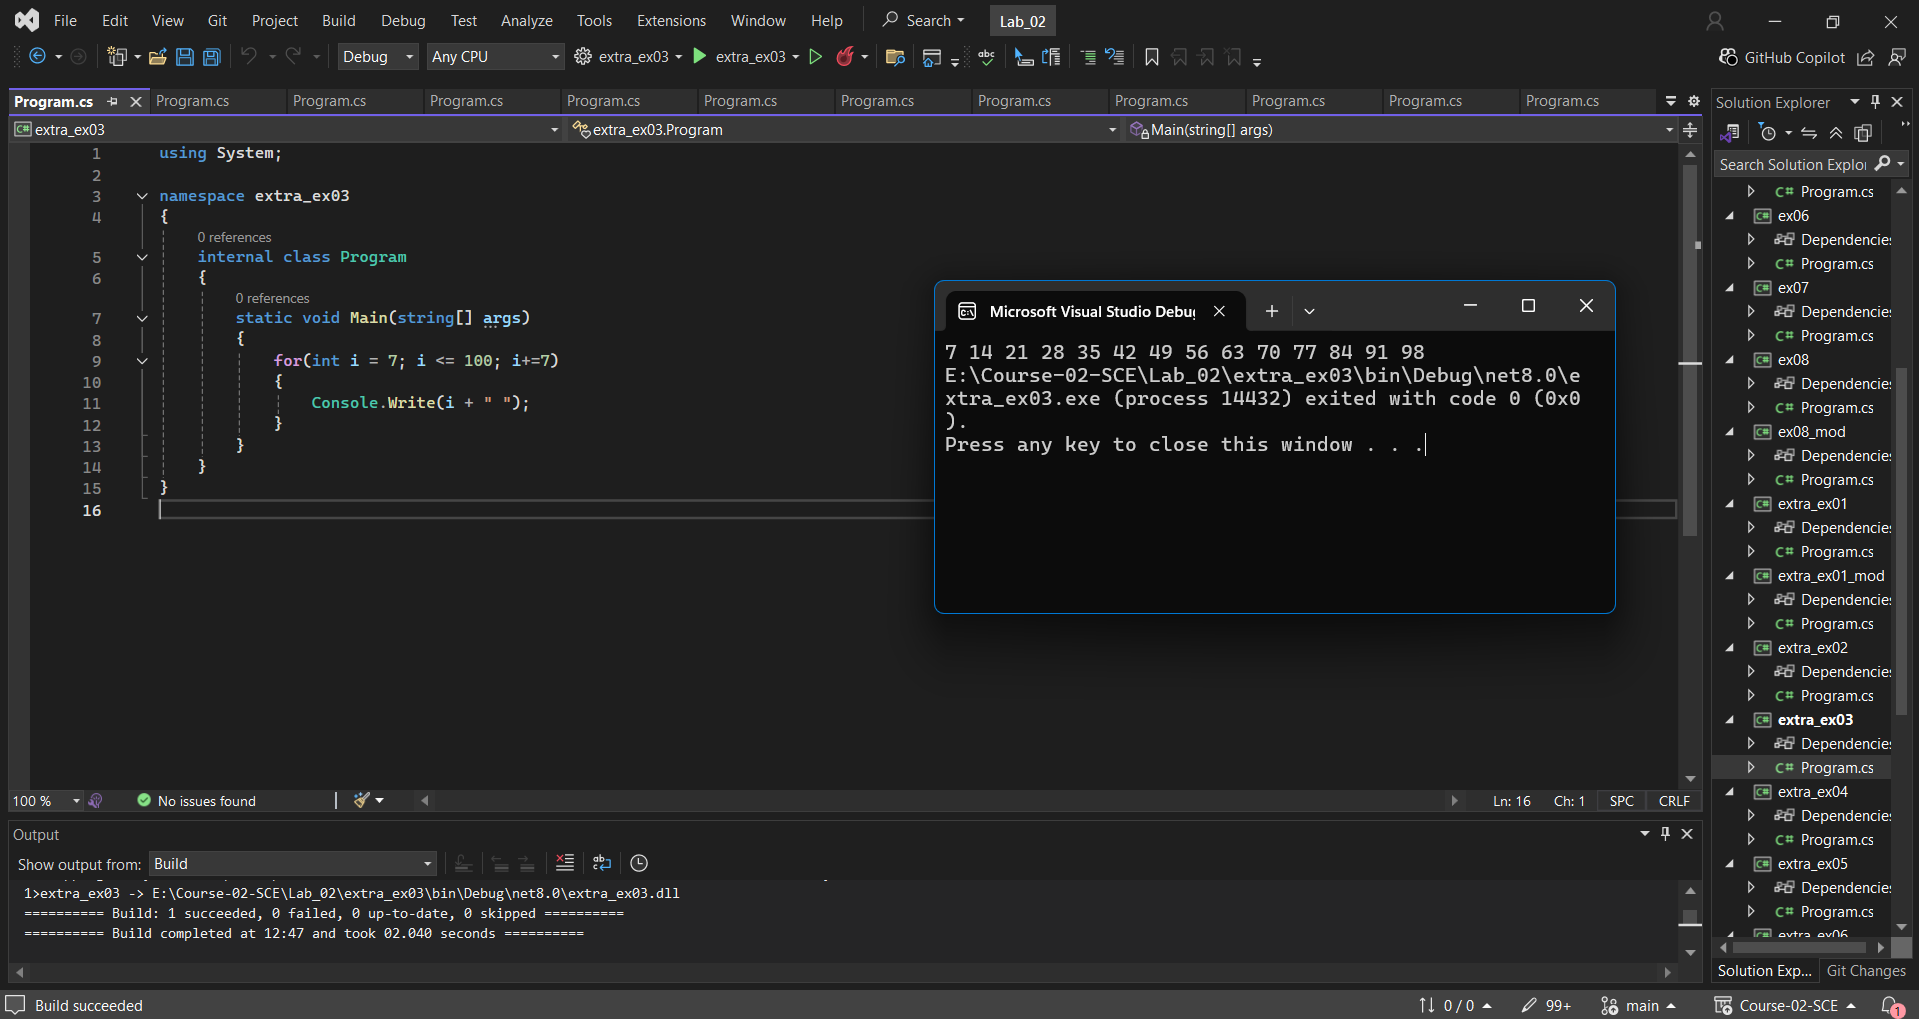 File Edit View Git Project Build Debug Test Analyze Tools Extensions Window Help Search Lab_02
Debug Any CPU extra_ex03 extra_ex03 GitHub Copilot
Program.cs Program.cs Program.cs Program.cs Program.cs Program.cs Program.cs Program.cs Program.cs Program.cs Program.cs Program.cs
extra_ex03 extra_ex03.Program Main(string[] args)
1 using System;
2
3 namespace extra_ex03
4 {
0 references
5 internal class Program
6 {
0 references
7 static void Main(string[] args)
8 {
9 for(int i = 7; i <= 100; i+=7)
10 {
11 Console.Write(i + " ");
12 }
13 }
14 }
15 }
16
Microsoft Visual Studio Debug
7 14 21 28 35 42 49 56 63 70 77 84 91 98
E:\Course-02-SCE\Lab_02\extra_ex03\bin\Debug\net8.0\e
xtra_ex03.exe (process 14432) exited with code 0 (0x0
).
Press any key to close this window . . .
Solution Explorer
Search Solution Explo
Program.cs
ex06
Dependencies
Program.cs
ex07
Dependencies
Program.cs
ex08
Dependencies
Program.cs
ex08_mod
Dependencies
Program.cs
extra_ex01
Dependencies
Program.cs
extra_ex01_mod
Dependencies
Program.cs
extra_ex02
Dependencies
Program.cs
extra_ex03
Dependencies
Program.cs
extra_ex04
Dependencies
Program.cs
extra_ex05
Dependencies
Program.cs
extra_ex06
Solution Exp... Git Changes
100 % No issues found Ln: 16 Ch: 1 SPC CRLF
Output
Show output from: Build
1>extra_ex03 -> E:\Course-02-SCE\Lab_02\extra_ex03\bin\Debug\net8.0\extra_ex03.dll
========== Build: 1 succeeded, 0 failed, 0 up-to-date, 0 skipped ==========
========== Build completed at 12:47 and took 02.040 seconds ==========
Build succeeded 0 / 0 99+ main Course-02-SCE 1